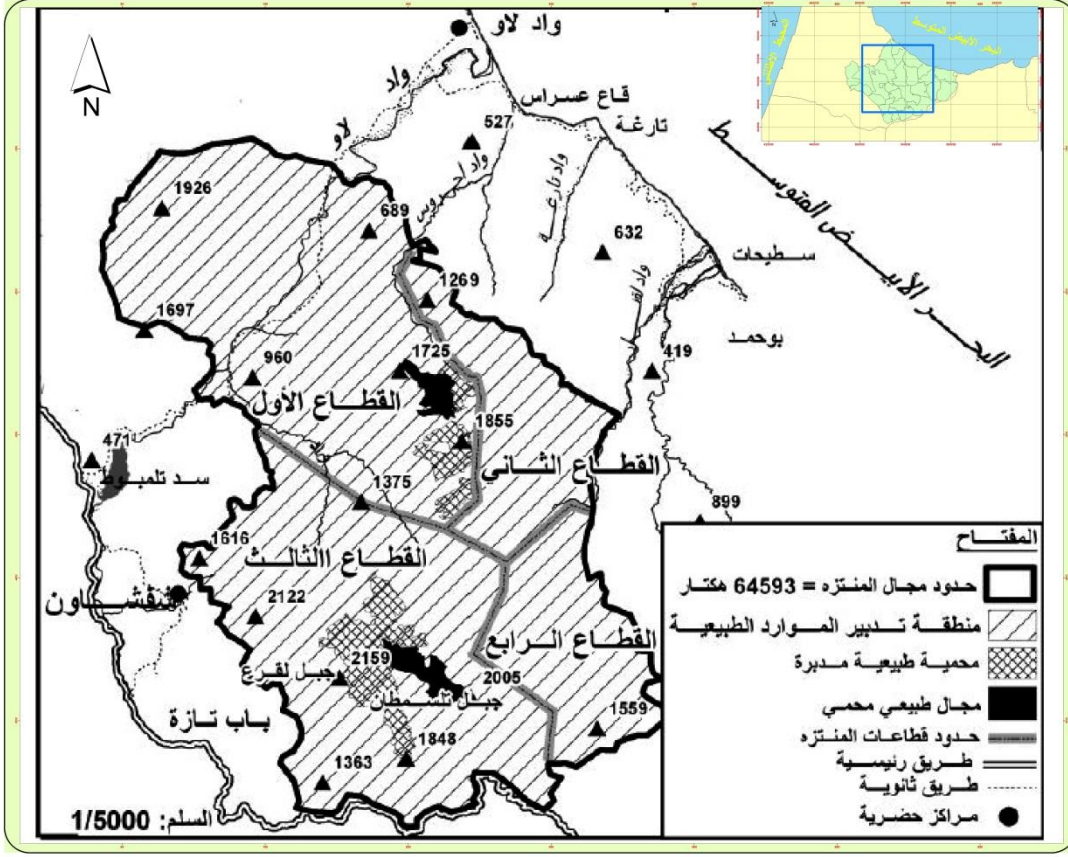 البحر الأبيض المتوسط
المحيط الأطلسي
N
واد لاو
واد
لاو
قاع عسراس
تارغة
527
واد تارغة
البحر الأبيض المتوسط
1926
689
632
سطيحات
1269
1697
بوحمد
1725
419
960
القطاع الأول
1855
471
القطاع الثاني
سد تلمبوط
1375
899
1616
القطاع االثالث
شفشاون
2122
القطاع الرابع
2159
جبل لقرع
2005
جبل تلسمطان
باب تازة
1559
1848
1363
السلم: 1/5000
المفتاح
حدود مجال المنتزه = 64593 هكتار
منطقة تدبير الموارد الطبيعية
محمية طبيعية مدبرة
مجال طبيعي محمي
حدود قطاعات المنتزه
طريق رئيسية
طريق ثانوية
مراكز حضرية